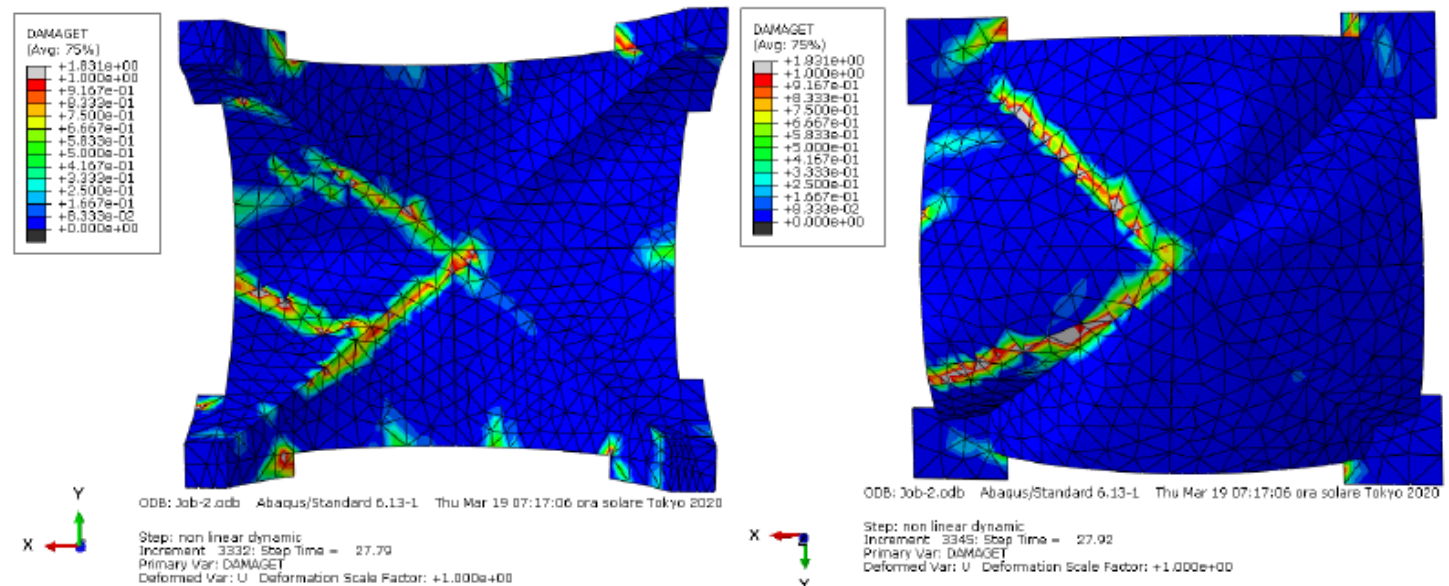 DAMAGET
(Avg: 75%)
+1.831e+00
+1.000e+00
+9.167e-01
+8.333e-01
+7.500e-01
+6.667e-01
+5.833e-01
+5.000e-01
+4.167e-01
+3.333e-01
+2.500e-01
+1.667e-01
+8.333e-02
+0.000e+00
Y
X
ODB: Job-2.odb Abaqus/Standard 6.13-1 Thu Mar 19 07:17:06 ora solare Tokyo 2020
Step: non linear dynamic
Increment 3332: Step Time = 27.79
Primary Var: DAMAGET
Deformed Var: U Deformation Scale Factor: +1.000e+00
DAMAGET
(Avg: 75%)
+1.831e+00
+1.000e+00
+9.167e-01
+8.333e-01
+7.500e-01
+6.667e-01
+5.833e-01
+5.000e-01
+4.167e-01
+3.333e-01
+2.500e-01
+1.667e-01
+8.333e-02
+0.000e+00
X
Y
ODB: Job-2.odb Abaqus/Standard 6.13-1 Thu Mar 19 07:17:06 ora solare Tokyo 2020
Step: non linear dynamic
Increment 3345: Step Time = 27.92
Primary Var: DAMAGET
Deformed Var: U Deformation Scale Factor: +1.000e+00